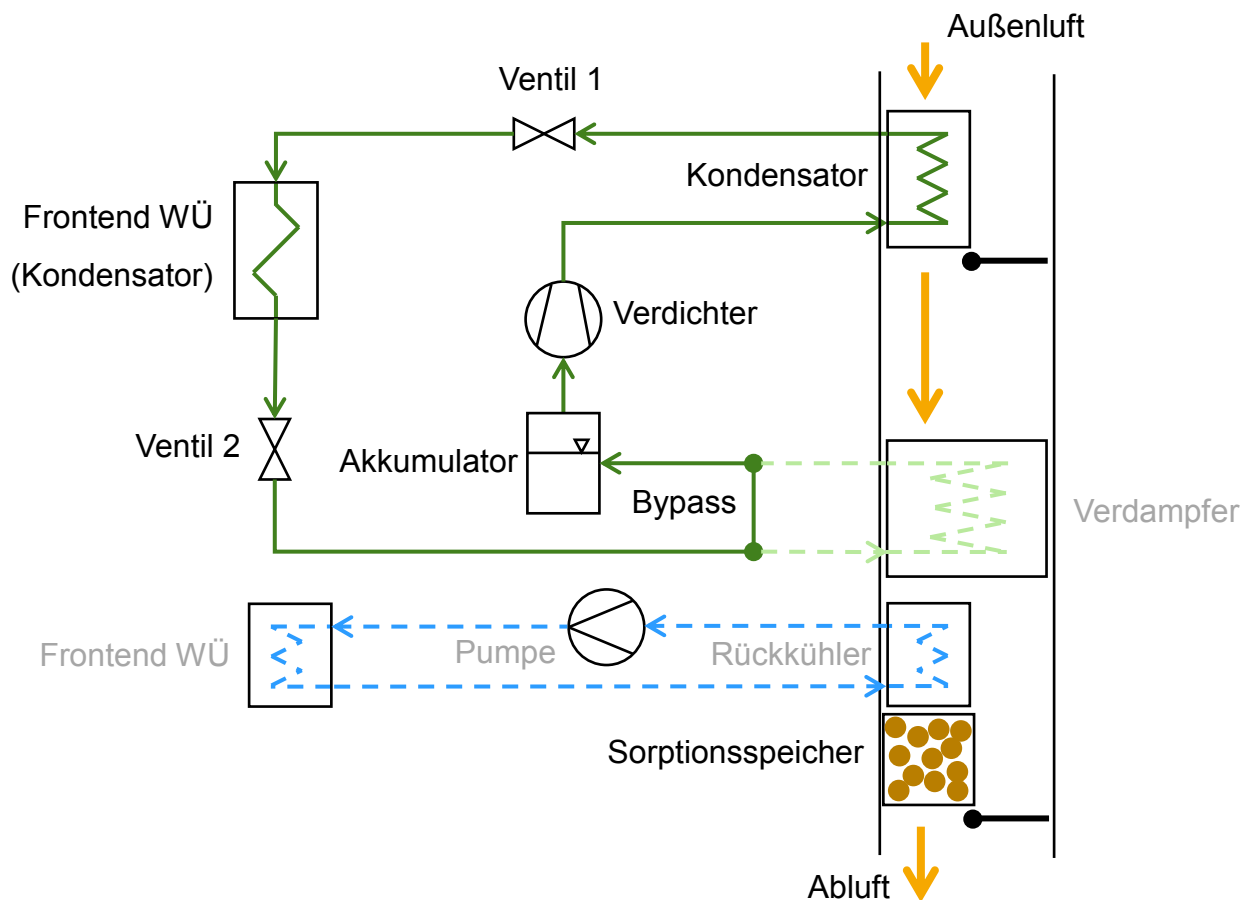 Außenluft
Ventil 1
Kondensator
Frontend WÜ
(Kondensator)
Verdichter
Ventil 2
Akkumulator
Bypass
Verdampfer
Frontend WÜ
Pumpe
Rückkühler
Sorptionsspeicher
Abluft